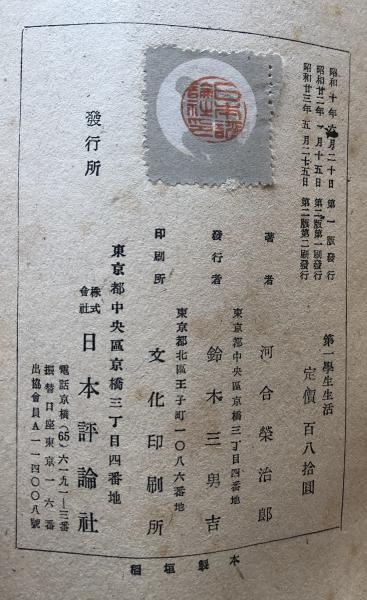 昭和十年六月二十日 第一版發行
昭和廿二年一月十五日 第二版第一刷發行
昭和廿三年五月二十五日 第二版第二刷發行
第一學生生活
定價 百八拾圓
著者 河合榮治郎
東京都中央區京橋三丁目四番地
發行者 鈴木三男吉
東京都北區王子町一〇八六番地
印刷所 文化印刷所
發行所
東京都中央區京橋三丁目四番地
株式會社 日本評論社
電話京橋(65)六一九一—三番
振替口座東京一六番
出協會員A一一四〇〇八號
稲垣製本